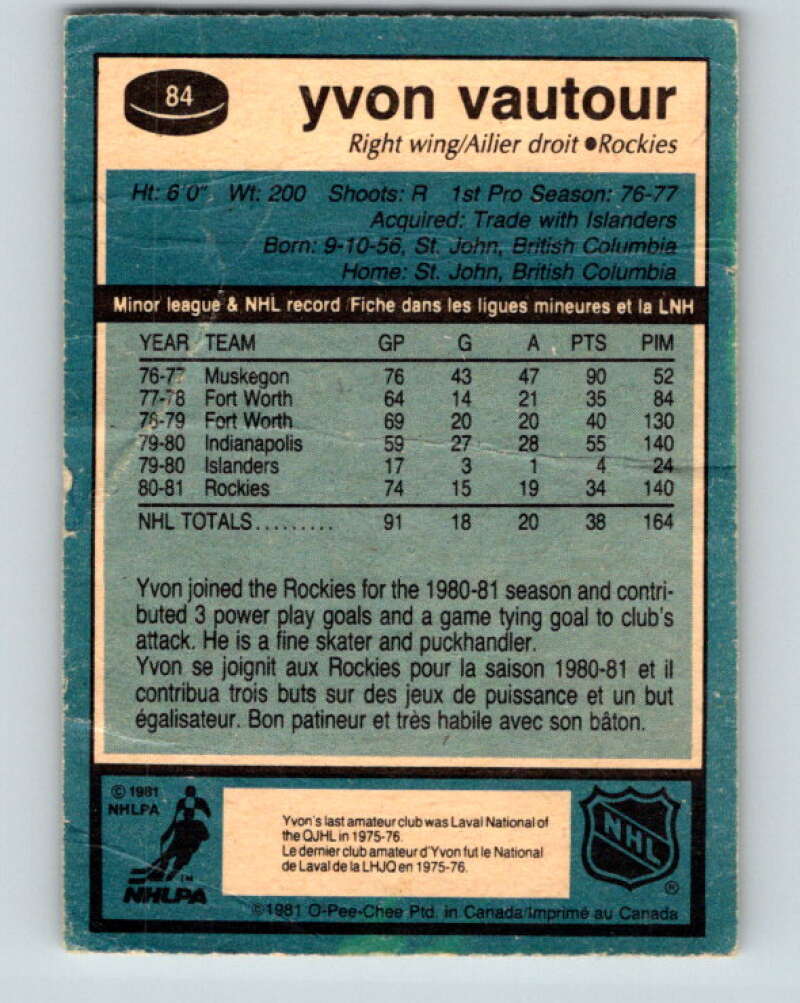 84
yvon vautour
Right wing/Ailier droit ●Rockies
Ht: 6'0" Wt: 200 Shoots: R 1st Pro Season: 76-77
Acquired: Trade with Islanders
Born: 9-10-56, St. John, British Columbia
Home: St. John, British Columbia
Minor league & NHL record /Fiche dans les ligues mineures et la LNH
YEAR TEAM GP G A PTS PIM
76-77 Muskegon 76 43 47 90 52
77-78 Fort Worth 64 14 21 35 84
78-79 Fort Worth 69 20 20 40 130
79-80 Indianapolis 59 27 28 55 140
79-80 Islanders 17 3 1 4 24
80-81 Rockies 74 15 19 34 140
NHL TOTALS......... 91 18 20 38 164
Yvon joined the Rockies for the 1980-81 season and contri-
buted 3 power play goals and a game tying goal to club's
attack. He is a fine skater and puckhandler.
Yvon se joignit aux Rockies pour la saison 1980-81 et il
contribua trois buts sur des jeux de puissance et un but
égalisateur. Bon patineur et très habile avec son bâton.
© 1981
NHLPA
TM
NHLPA
Yvon's last amateur club was Laval National of
the QJHL in 1975-76.
Le dernier club amateur d'Yvon fut le National
de Laval de la LHJQ en 1975-76.
NHL
®
©1981 O-Pee-Chee Ptd. in Canada/Imprimé au Canada